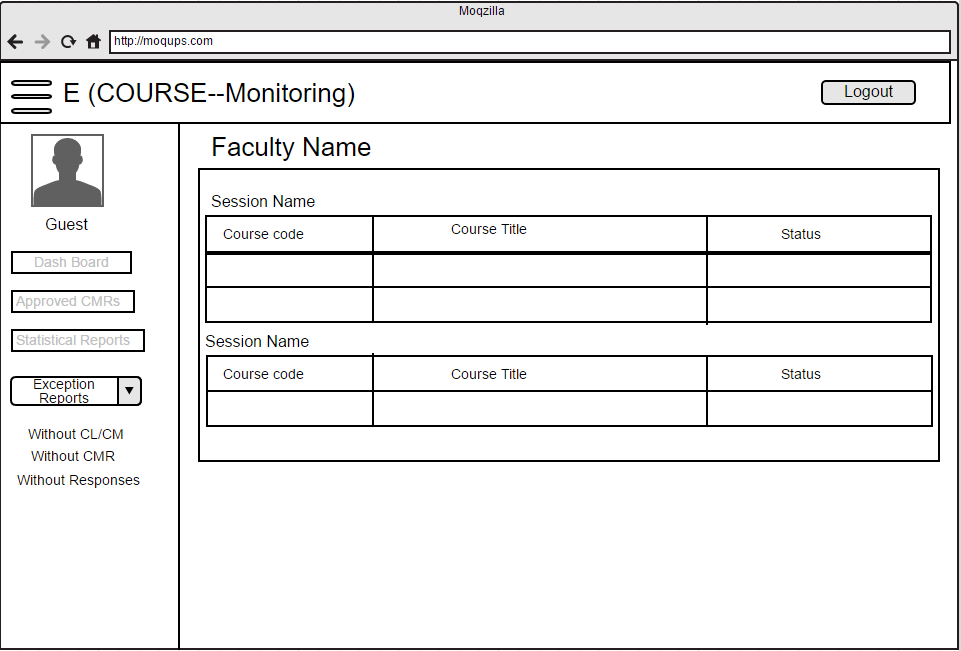 Moqzilla
http://moqups.com
E (COURSE--Monitoring)
Logout
Guest
Dash Board
Approved CMRs
Statistical Reports
Exception
Reports
Without CL/CM
Without CMR
Without Responses
Faculty Name
Session Name
Course code Course Title Status
Session Name
Course code Course Title Status